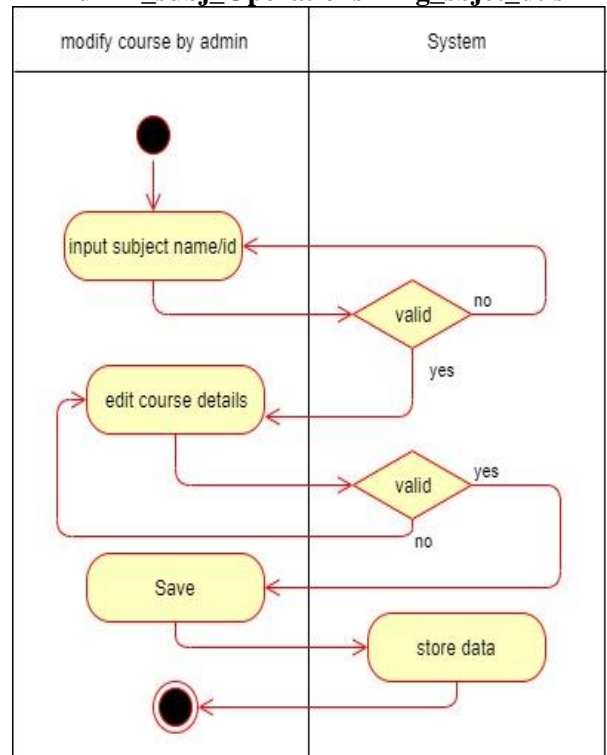 modify course by admin
System
input subject name/id
valid
no
yes
edit course details
valid
yes
no
Save
store data